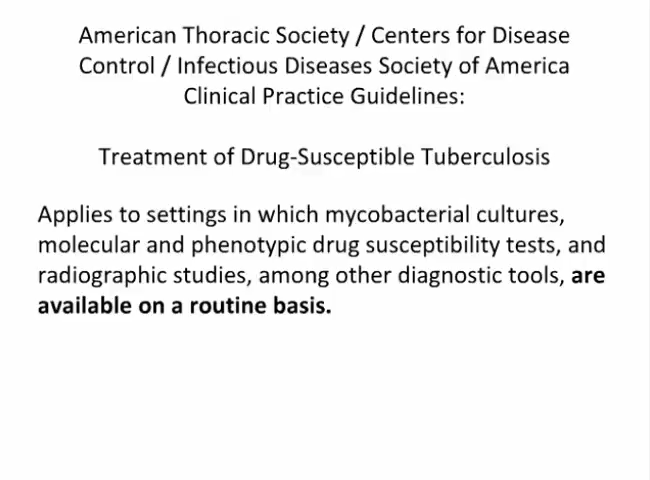 American Thoracic Society / Centers for Disease
Control / Infectious Diseases Society of America
Clinical Practice Guidelines:
Treatment of Drug-Susceptible Tuberculosis
Applies to settings in which mycobacterial cultures,
molecular and phenotypic drug susceptibility tests, and
radiographic studies, among other diagnostic tools, are
available on a routine basis.